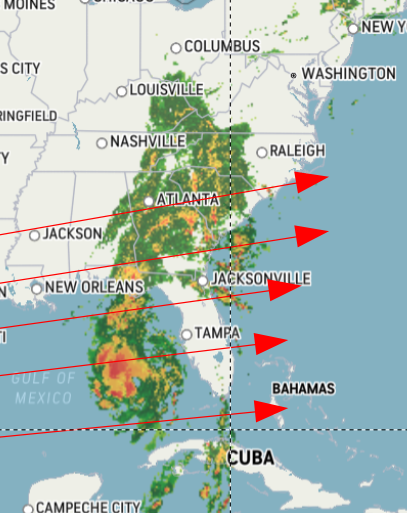 MOINES
COLUMBUS
NEW Y
S CITY
WASHINGTON
LOUISVILLE
RINGFIELD
NASHVILLE
RALEIGH
Y
ATLANTA
JACKSON
JACKSONVILLE
N
NEW ORLEANS
TI
TAMPA
GULF OF
MEXICO
BAHAMAS
CUBA
CAMPECHE CITY